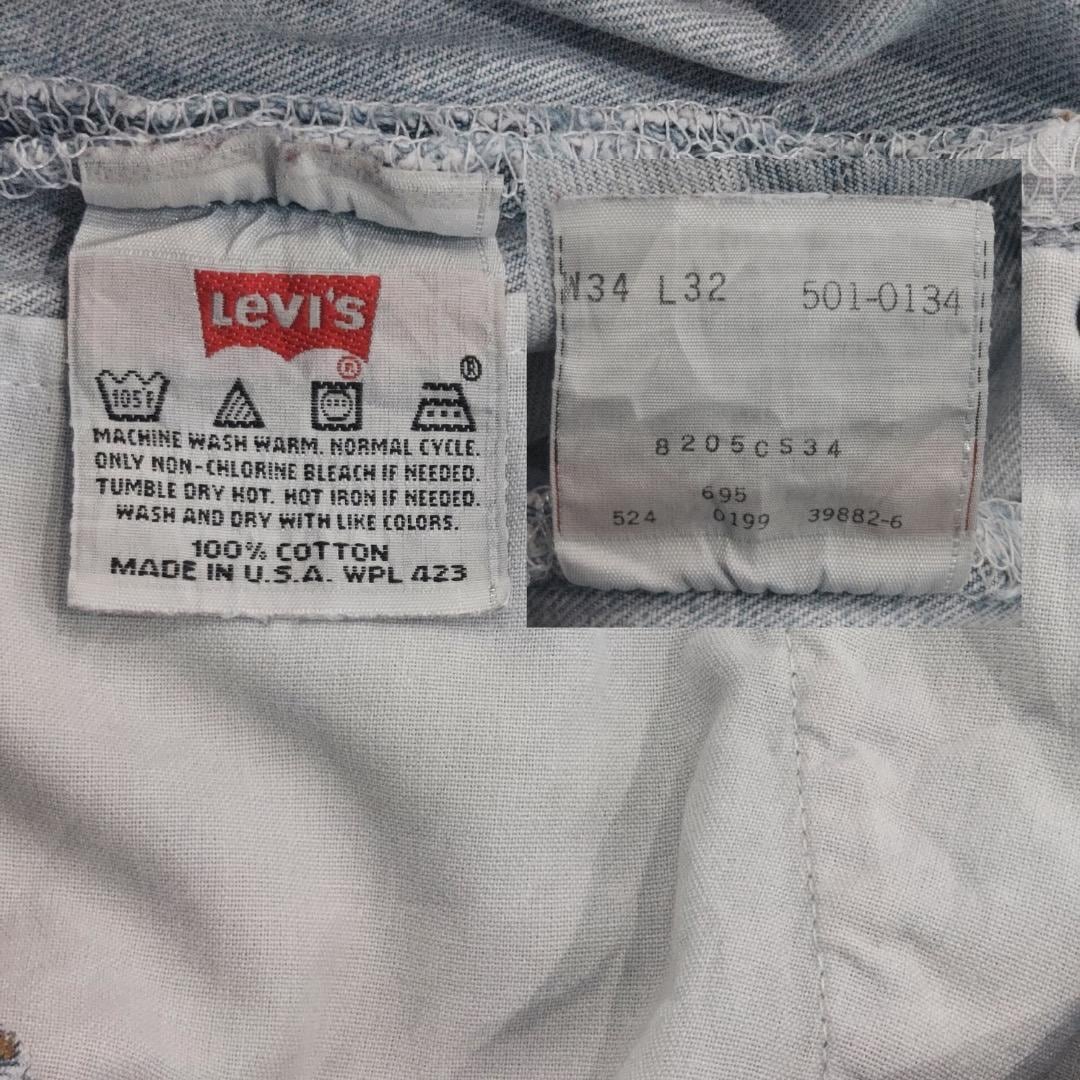 LEVI'S
®
®
105F
MACHINE WASH WARM. NORMAL CYCLE.
ONLY NON-CHLORINE BLEACH IF NEEDED.
TUMBLE DRY HOT. HOT IRON IF NEEDED.
WASH AND DRY WITH LIKE COLORS.
100% COTTON
MADE IN U.S.A. WPL 423
W34 L32 501-0134
8205CS34
695
524 0199 39882-6